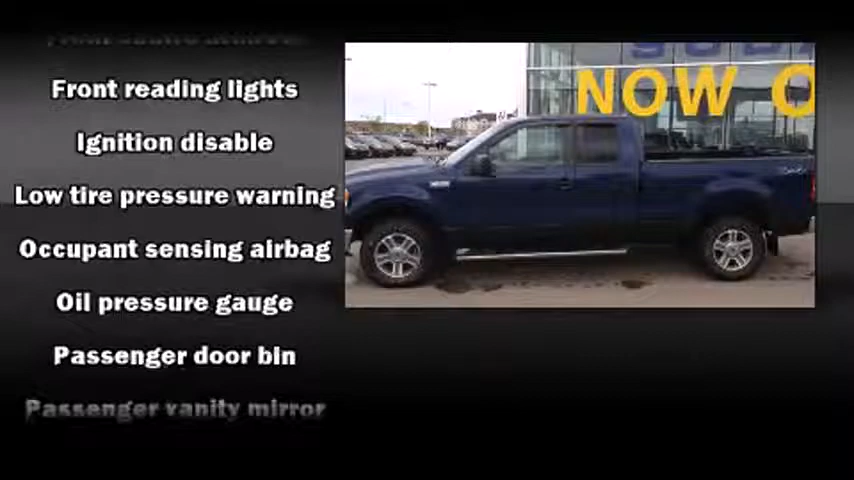 Front reading lights
Ignition disable
Low tire pressure warning
Occupant sensing airbag
Oil pressure gauge
Passenger door bin
Passenger vanity mirror
NOW